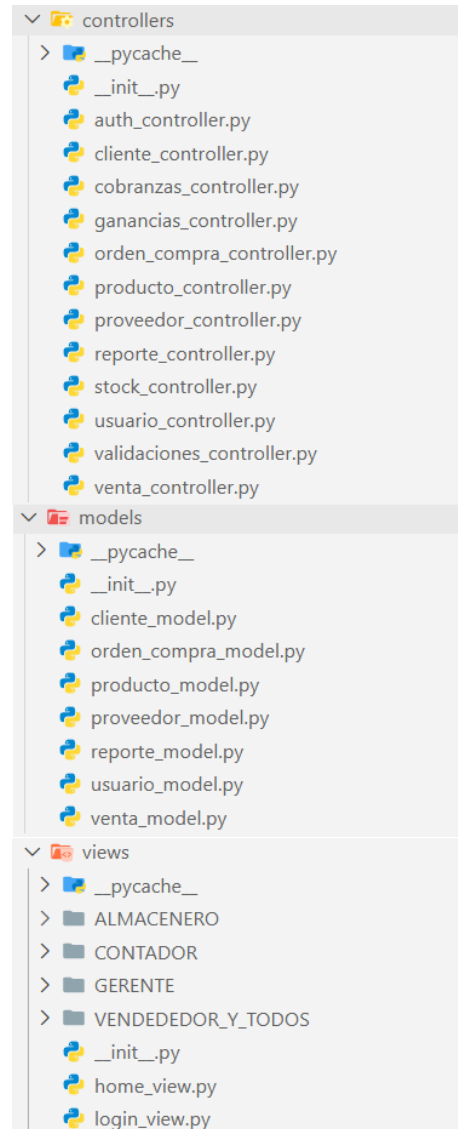 controllers
__pycache__
__init__.py
auth_controller.py
cliente_controller.py
cobranzas_controller.py
ganancias_controller.py
orden_compra_controller.py
producto_controller.py
proveedor_controller.py
reporte_controller.py
stock_controller.py
usuario_controller.py
validaciones_controller.py
venta_controller.py
models
__pycache__
__init__.py
cliente_model.py
orden_compra_model.py
producto_model.py
proveedor_model.py
reporte_model.py
usuario_model.py
venta_model.py
views
__pycache__
ALMACENERO
CONTADOR
GERENTE
VENDEDEDOR_Y_TODOS
__init__.py
home_view.py
login_view.py